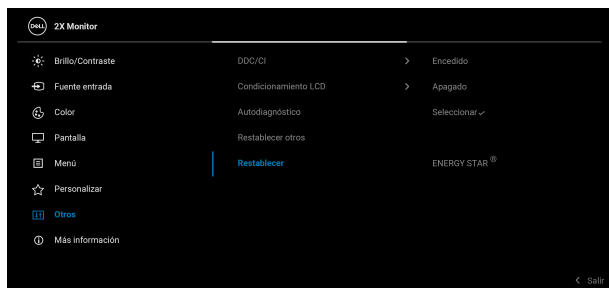 DELL 2X Monitor
Brillo/Contraste DDC/CI > Encedido
Fuente entrada Condicionamiento LCD > Apagado
Color Autodiagnóstico Seleccionar ✓
Pantalla Restablecer otros
Menú Restablecer ENERGY STAR ®
Personalizar
Otros
Más información
< Salir